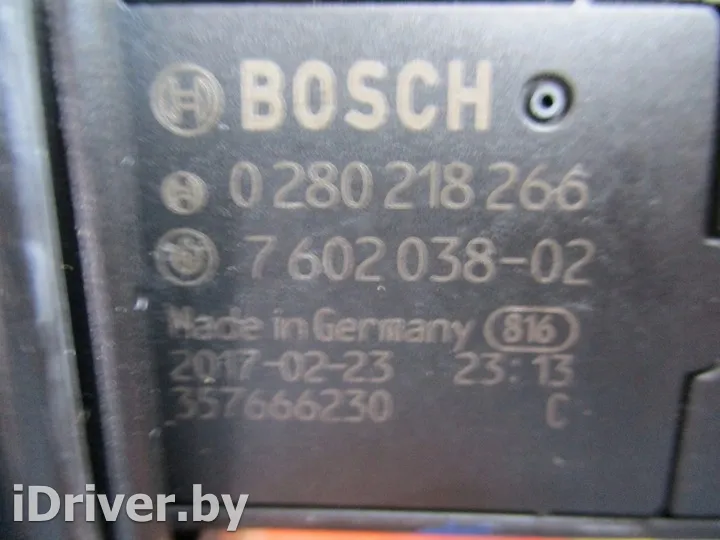 BOSCH
0 280 218 266
7 602 038-02
Made in Germany 816
2017-02-23 23:13
357666230 C
iDriver.by